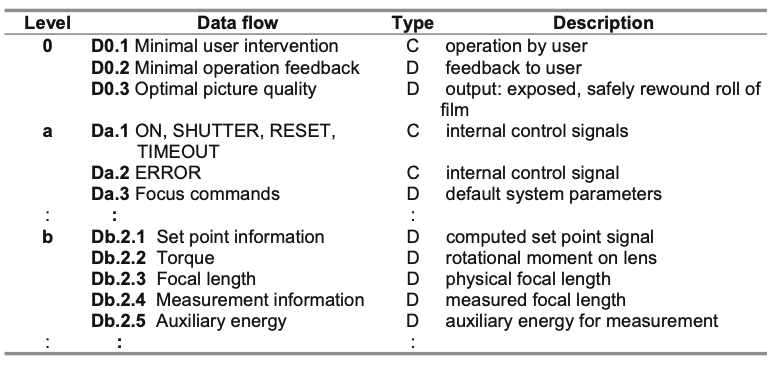 Level Data flow Type Description
0 D0.1 Minimal user intervention C operation by user
D0.2 Minimal operation feedback D feedback to user
D0.3 Optimal picture quality D output: exposed, safely rewound roll of
film
a Da.1 ON, SHUTTER, RESET, C internal control signals
TIMEOUT
Da.2 ERROR C internal control signal
Da.3 Focus commands D default system parameters
: : :
b Db.2.1 Set point information D computed set point signal
Db.2.2 Torque D rotational moment on lens
Db.2.3 Focal length D physical focal length
Db.2.4 Measurement information D measured focal length
Db.2.5 Auxiliary energy D auxiliary energy for measurement
: : :